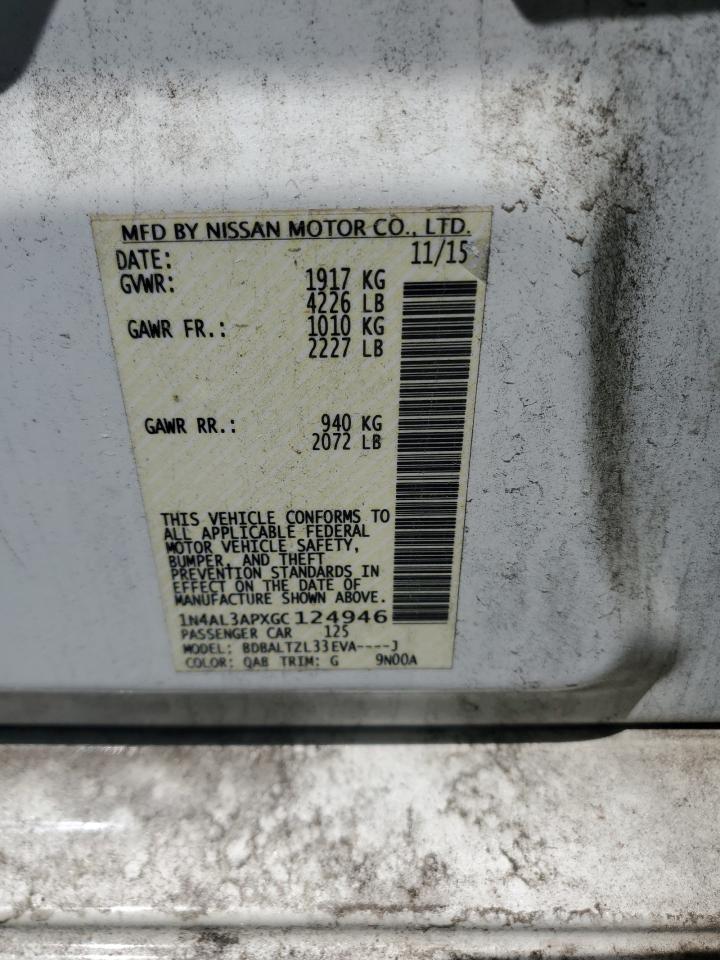 MFD BY NISSAN MOTOR CO., LTD.
DATE: 11/15
GVWR: 1917 KG
4226 LB
GAWR FR.: 1010 KG
2227 LB
GAWR RR.: 940 KG
2072 LB
THIS VEHICLE CONFORMS TO
ALL APPLICABLE FEDERAL
MOTOR VEHICLE SAFETY,
BUMPER, AND THEFT
PREVENTION STANDARDS IN
EFFECT ON THE DATE OF
MANUFACTURE SHOWN ABOVE.
1N4AL3APXGC124946
PASSENGER CAR 125
MODEL: BDBALTZL33EVA----J
COLOR: QAB TRIM: G 9N00A